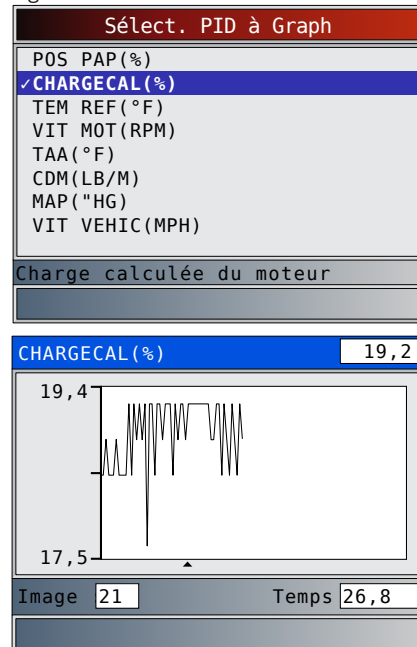 Sélect. PID à Graph
POS PAP(%)
✓CHARGECAL(%)
TEM REF(°F)
VIT MOT(RPM)
TAA(°F)
CDM(LB/M)
MAP("HG)
VIT VEHIC(MPH)
Charge calculée du moteur
CHARGECAL(%) 19,2
19,4
17,5
Image 21 Temps 26,8